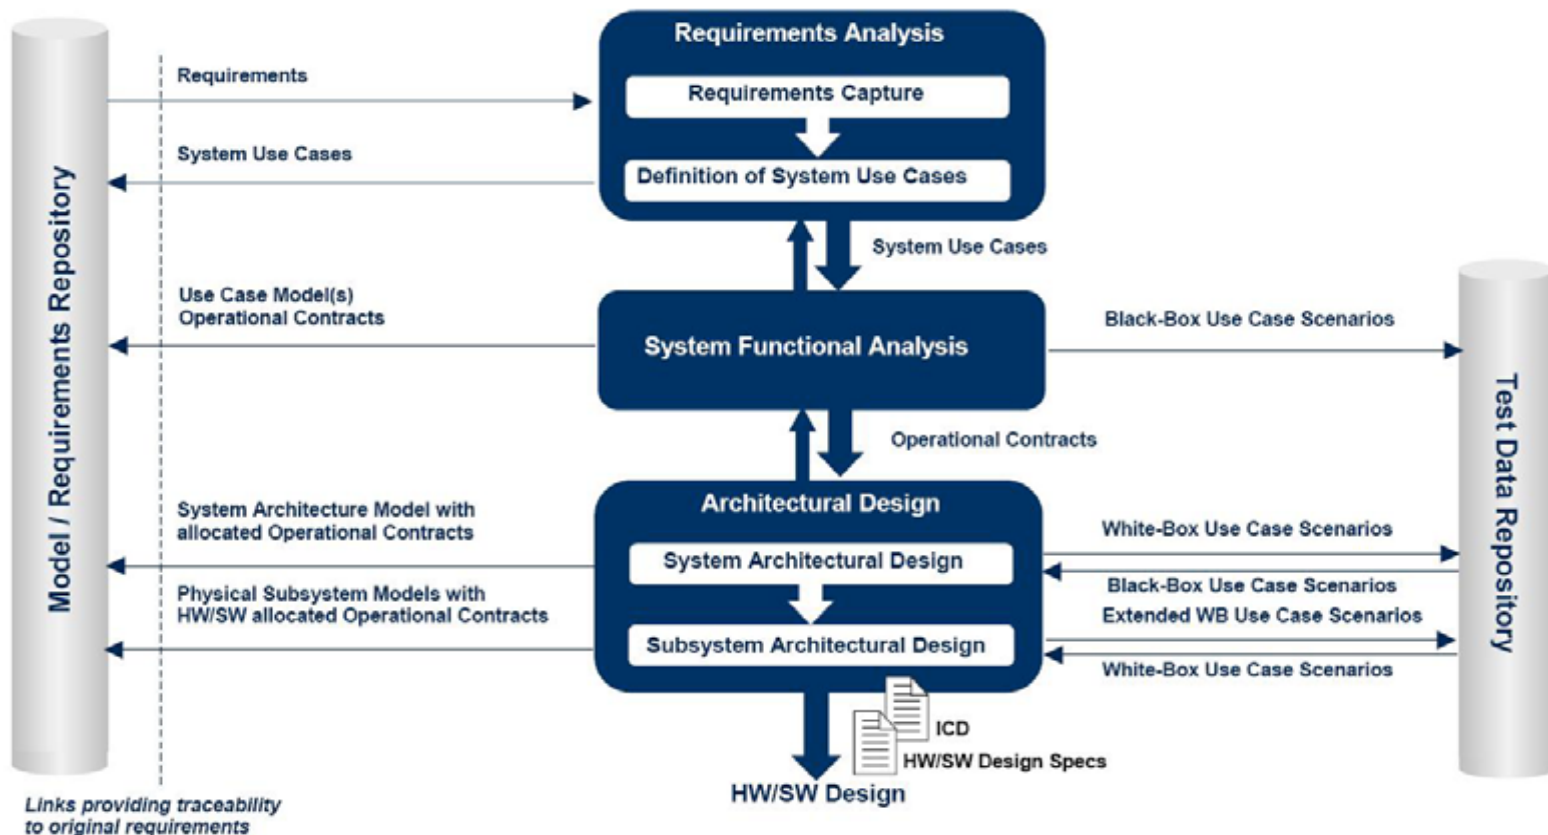 Requirements Analysis
Requirements Capture
Definition of System Use Cases
Requirements
System Use Cases
System Use Cases
Model / Requirements Repository
Use Case Model(s)
Operational Contracts
System Functional Analysis
Black-Box Use Case Scenarios
Test Data Repository
Operational Contracts
Architectural Design
System Architectural Design
Subsystem Architectural Design
System Architecture Model with
allocated Operational Contracts
Physical Subsystem Models with
HW/SW allocated Operational Contracts
White-Box Use Case Scenarios
Black-Box Use Case Scenarios
Extended WB Use Case Scenarios
White-Box Use Case Scenarios
ICD
HW/SW Design Specs
HW/SW Design
Links providing traceability
to original requirements